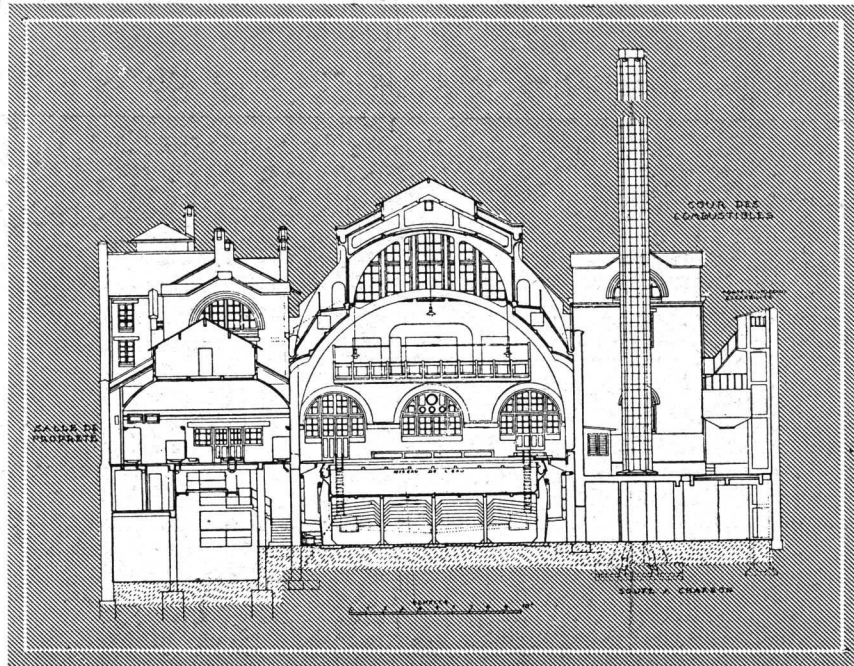 COUR DES
COMBUSTIBLES
SALLE DE
PROPRETÉ
NIVEAU DE L'EAU
SOUTE A CHARBON